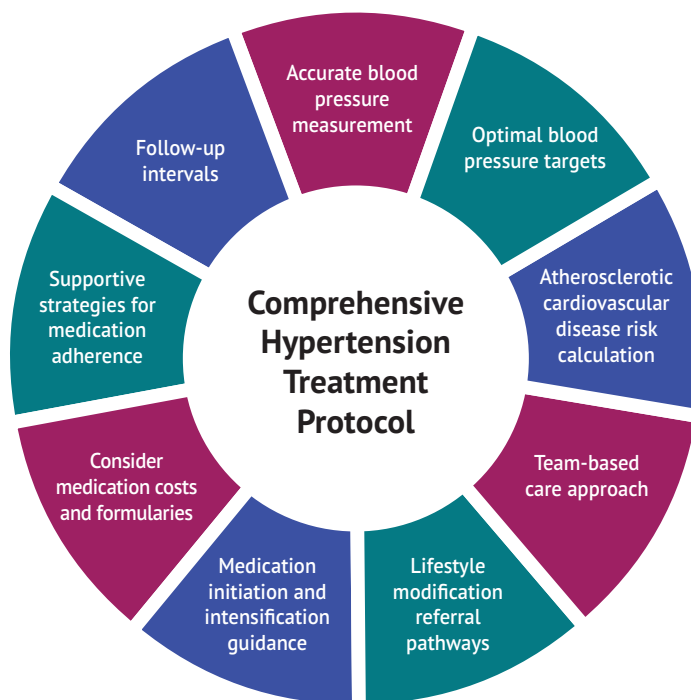 Comprehensive
Hypertension
Treatment
Protocol
Accurate blood
pressure
measurement
Optimal blood
pressure targets
Atherosclerotic
cardiovascular
disease risk
calculation
Team-based
care approach
Lifestyle
modification
referral
pathways
Medication
initiation and
intensification
guidance
Consider
medication costs
and formularies
Supportive
strategies for
medication
adherence
Follow-up
intervals